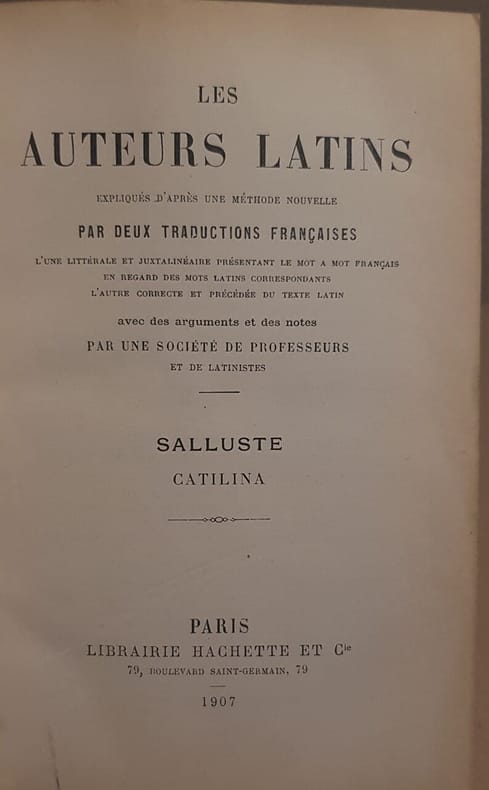 LES
AUTEURS LATINS
EXPLIQUÉS D'APRÈS UNE MÉTHODE NOUVELLE
PAR DEUX TRADUCTIONS FRANÇAISES
L'UNE LITTÉRALE ET JUXTALINÉAIRE PRÉSENTANT LE MOT A MOT FRANÇAIS
EN REGARD DES MOTS LATINS CORRESPONDANTS
L'AUTRE CORRECTE ET PRÉCÉDÉE DU TEXTE LATIN
avec des arguments et des notes
PAR UNE SOCIÉTÉ DE PROFESSEURS
ET DE LATINISTES
SALLUSTE
CATILINA
PARIS
LIBRAIRIE HACHETTE ET Cie
79, BOULEVARD SAINT-GERMAIN, 79
1907